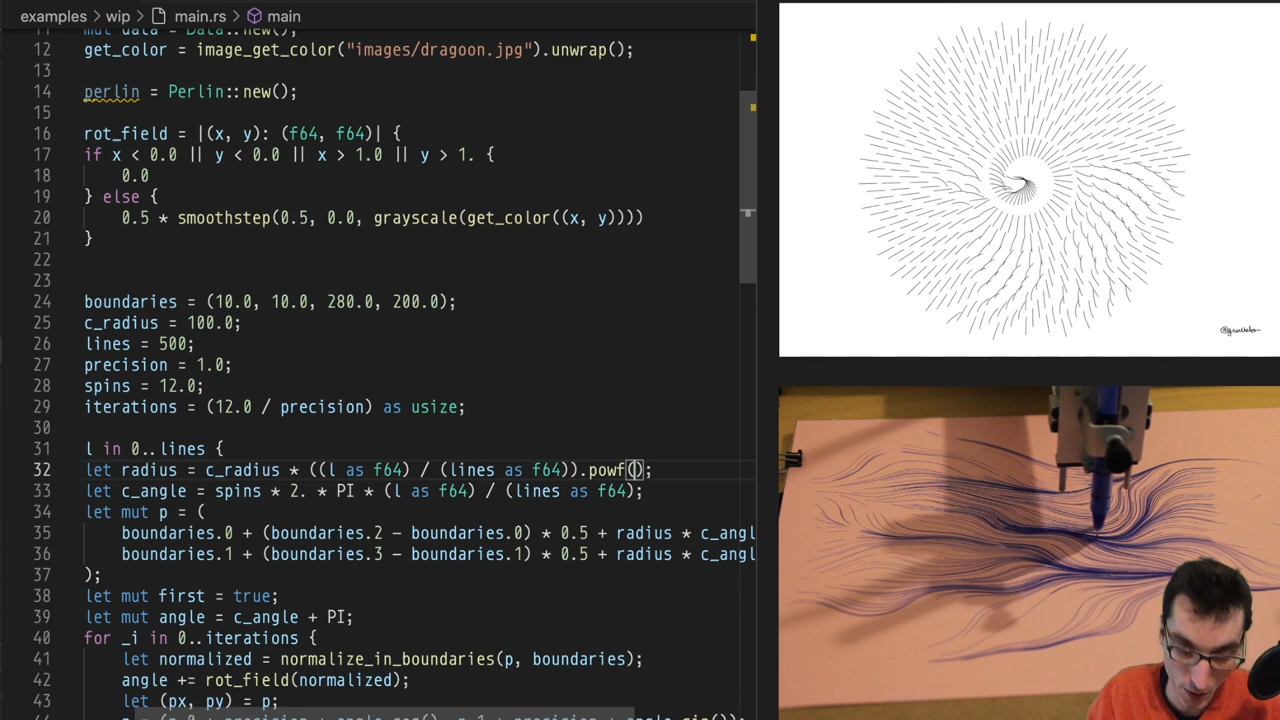 examples > wip > main.rs > main
11 mut data = Data::new();
12 get_color = image_get_color("images/dragoon.jpg").unwrap();
13
14 perlin = Perlin::new();
15
16 rot_field = |(x, y): (f64, f64)| {
17 if x < 0.0 || y < 0.0 || x > 1.0 || y > 1. {
18 0.0
19 } else {
20 0.5 * smoothstep(0.5, 0.0, grayscale(get_color((x, y))))
21 }
22
23
24 boundaries = (10.0, 10.0, 280.0, 200.0);
25 c_radius = 100.0;
26 lines = 500;
27 precision = 1.0;
28 spins = 12.0;
29 iterations = (12.0 / precision) as usize;
30
31 l in 0..lines {
32 let radius = c_radius * ((l as f64) / (lines as f64)).powf();
33 let c_angle = spins * 2. * PI * (l as f64) / (lines as f64);
34 let mut p = (
35 boundaries.0 + (boundaries.2 - boundaries.0) * 0.5 + radius * c_angl
36 boundaries.1 + (boundaries.3 - boundaries.1) * 0.5 + radius * c_angl
37 );
38 let mut first = true;
39 let mut angle = c_angle + PI;
40 for _i in 0..iterations {
41 let normalized = normalize_in_boundaries(p, boundaries);
42 angle += rot_field(normalized);
43 let (px, py) = p;